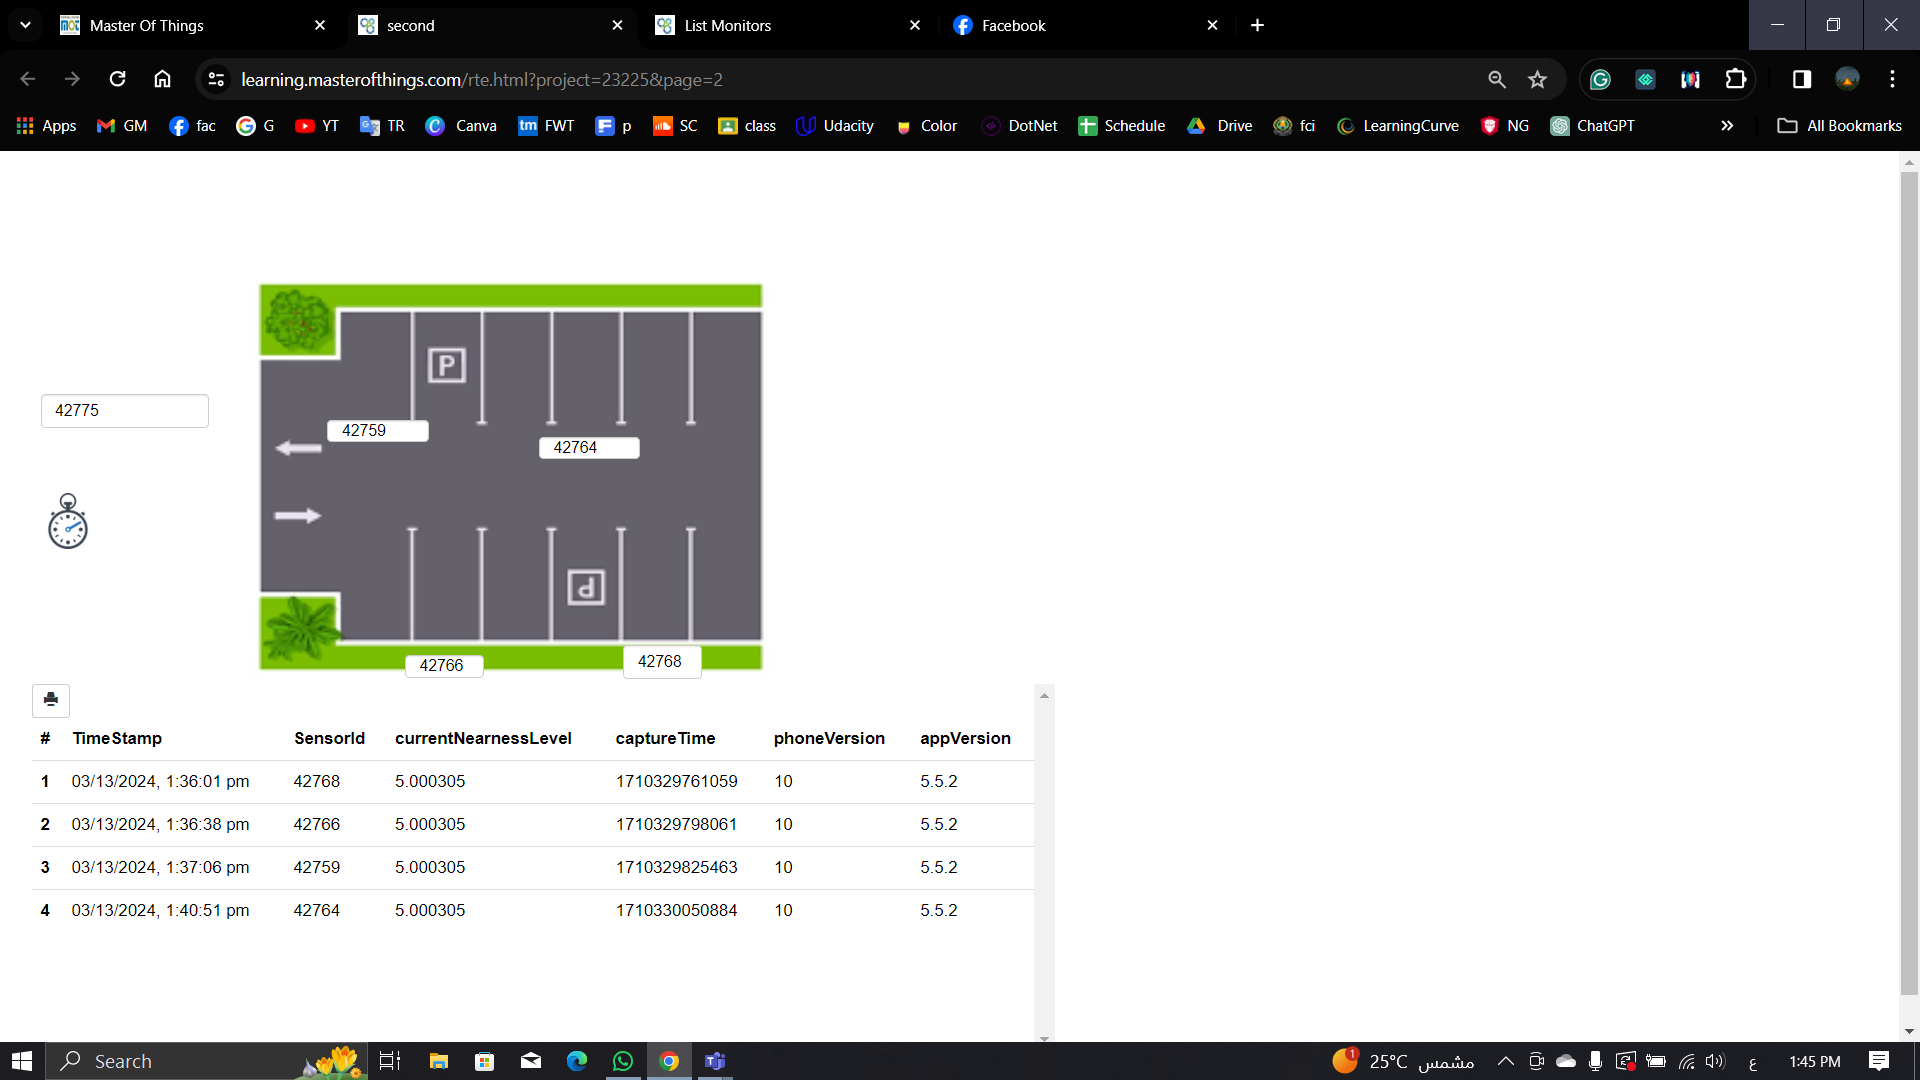 Master Of Things
second
List Monitors
Facebook
learning.masterofthings.com/rte.html?project=23225&page=2
Apps GM fac G YT TR Canva FWT p SC class Udacity Color DotNet Schedule Drive fci LearningCurve NG ChatGPT » All Bookmarks
P
42775
42759
42764
P
42766
42768
# TimeStamp SensorId currentNearnessLevel captureTime phoneVersion appVersion
1 03/13/2024, 1:36:01 pm 42768 5.000305 1710329761059 10 5.5.2
2 03/13/2024, 1:36:38 pm 42766 5.000305 1710329798061 10 5.5.2
3 03/13/2024, 1:37:06 pm 42759 5.000305 1710329825463 10 5.5.2
4 03/13/2024, 1:40:51 pm 42764 5.000305 1710330050884 10 5.5.2
Search 1 25°C مشمس ع 1:45 PM